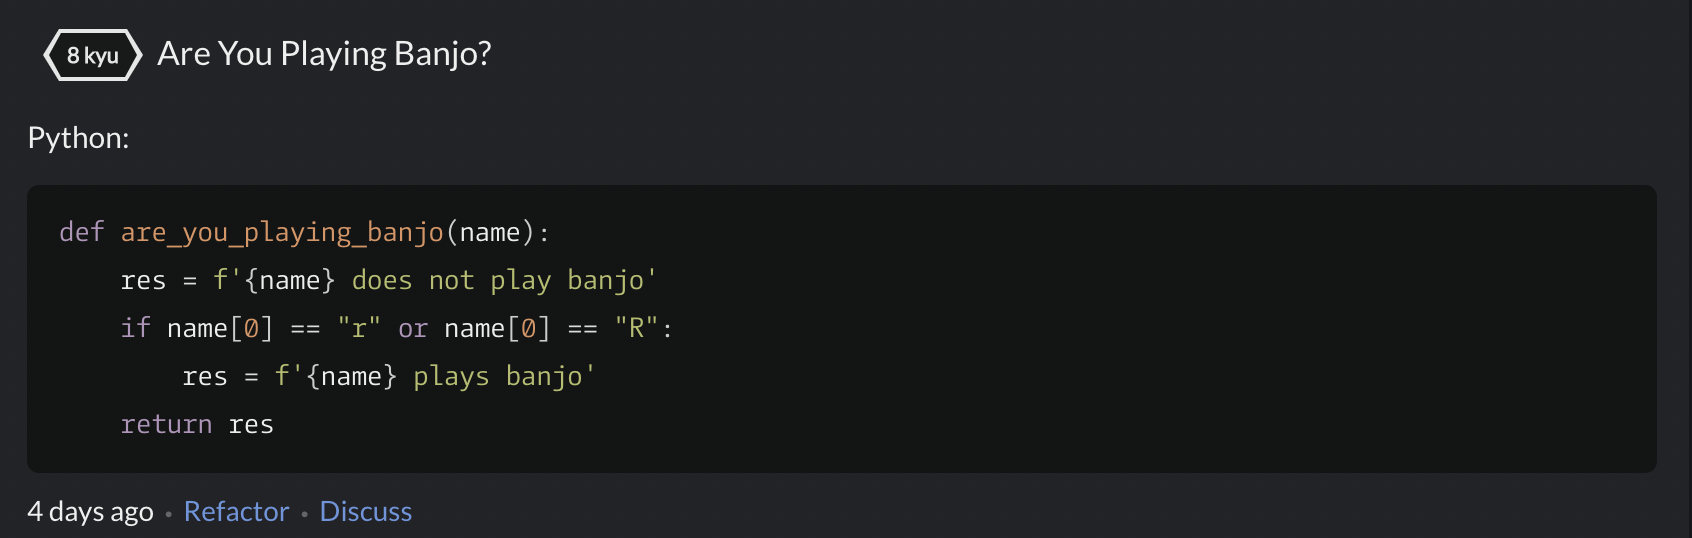 8 kyu Are You Playing Banjo?
Python:
def are_you_playing_banjo(name):
    res = f'{name} does not play banjo'
    if name[0] == "r" or name[0] == "R":
        res = f'{name} plays banjo'
    return res
4 days ago • Refactor • Discuss